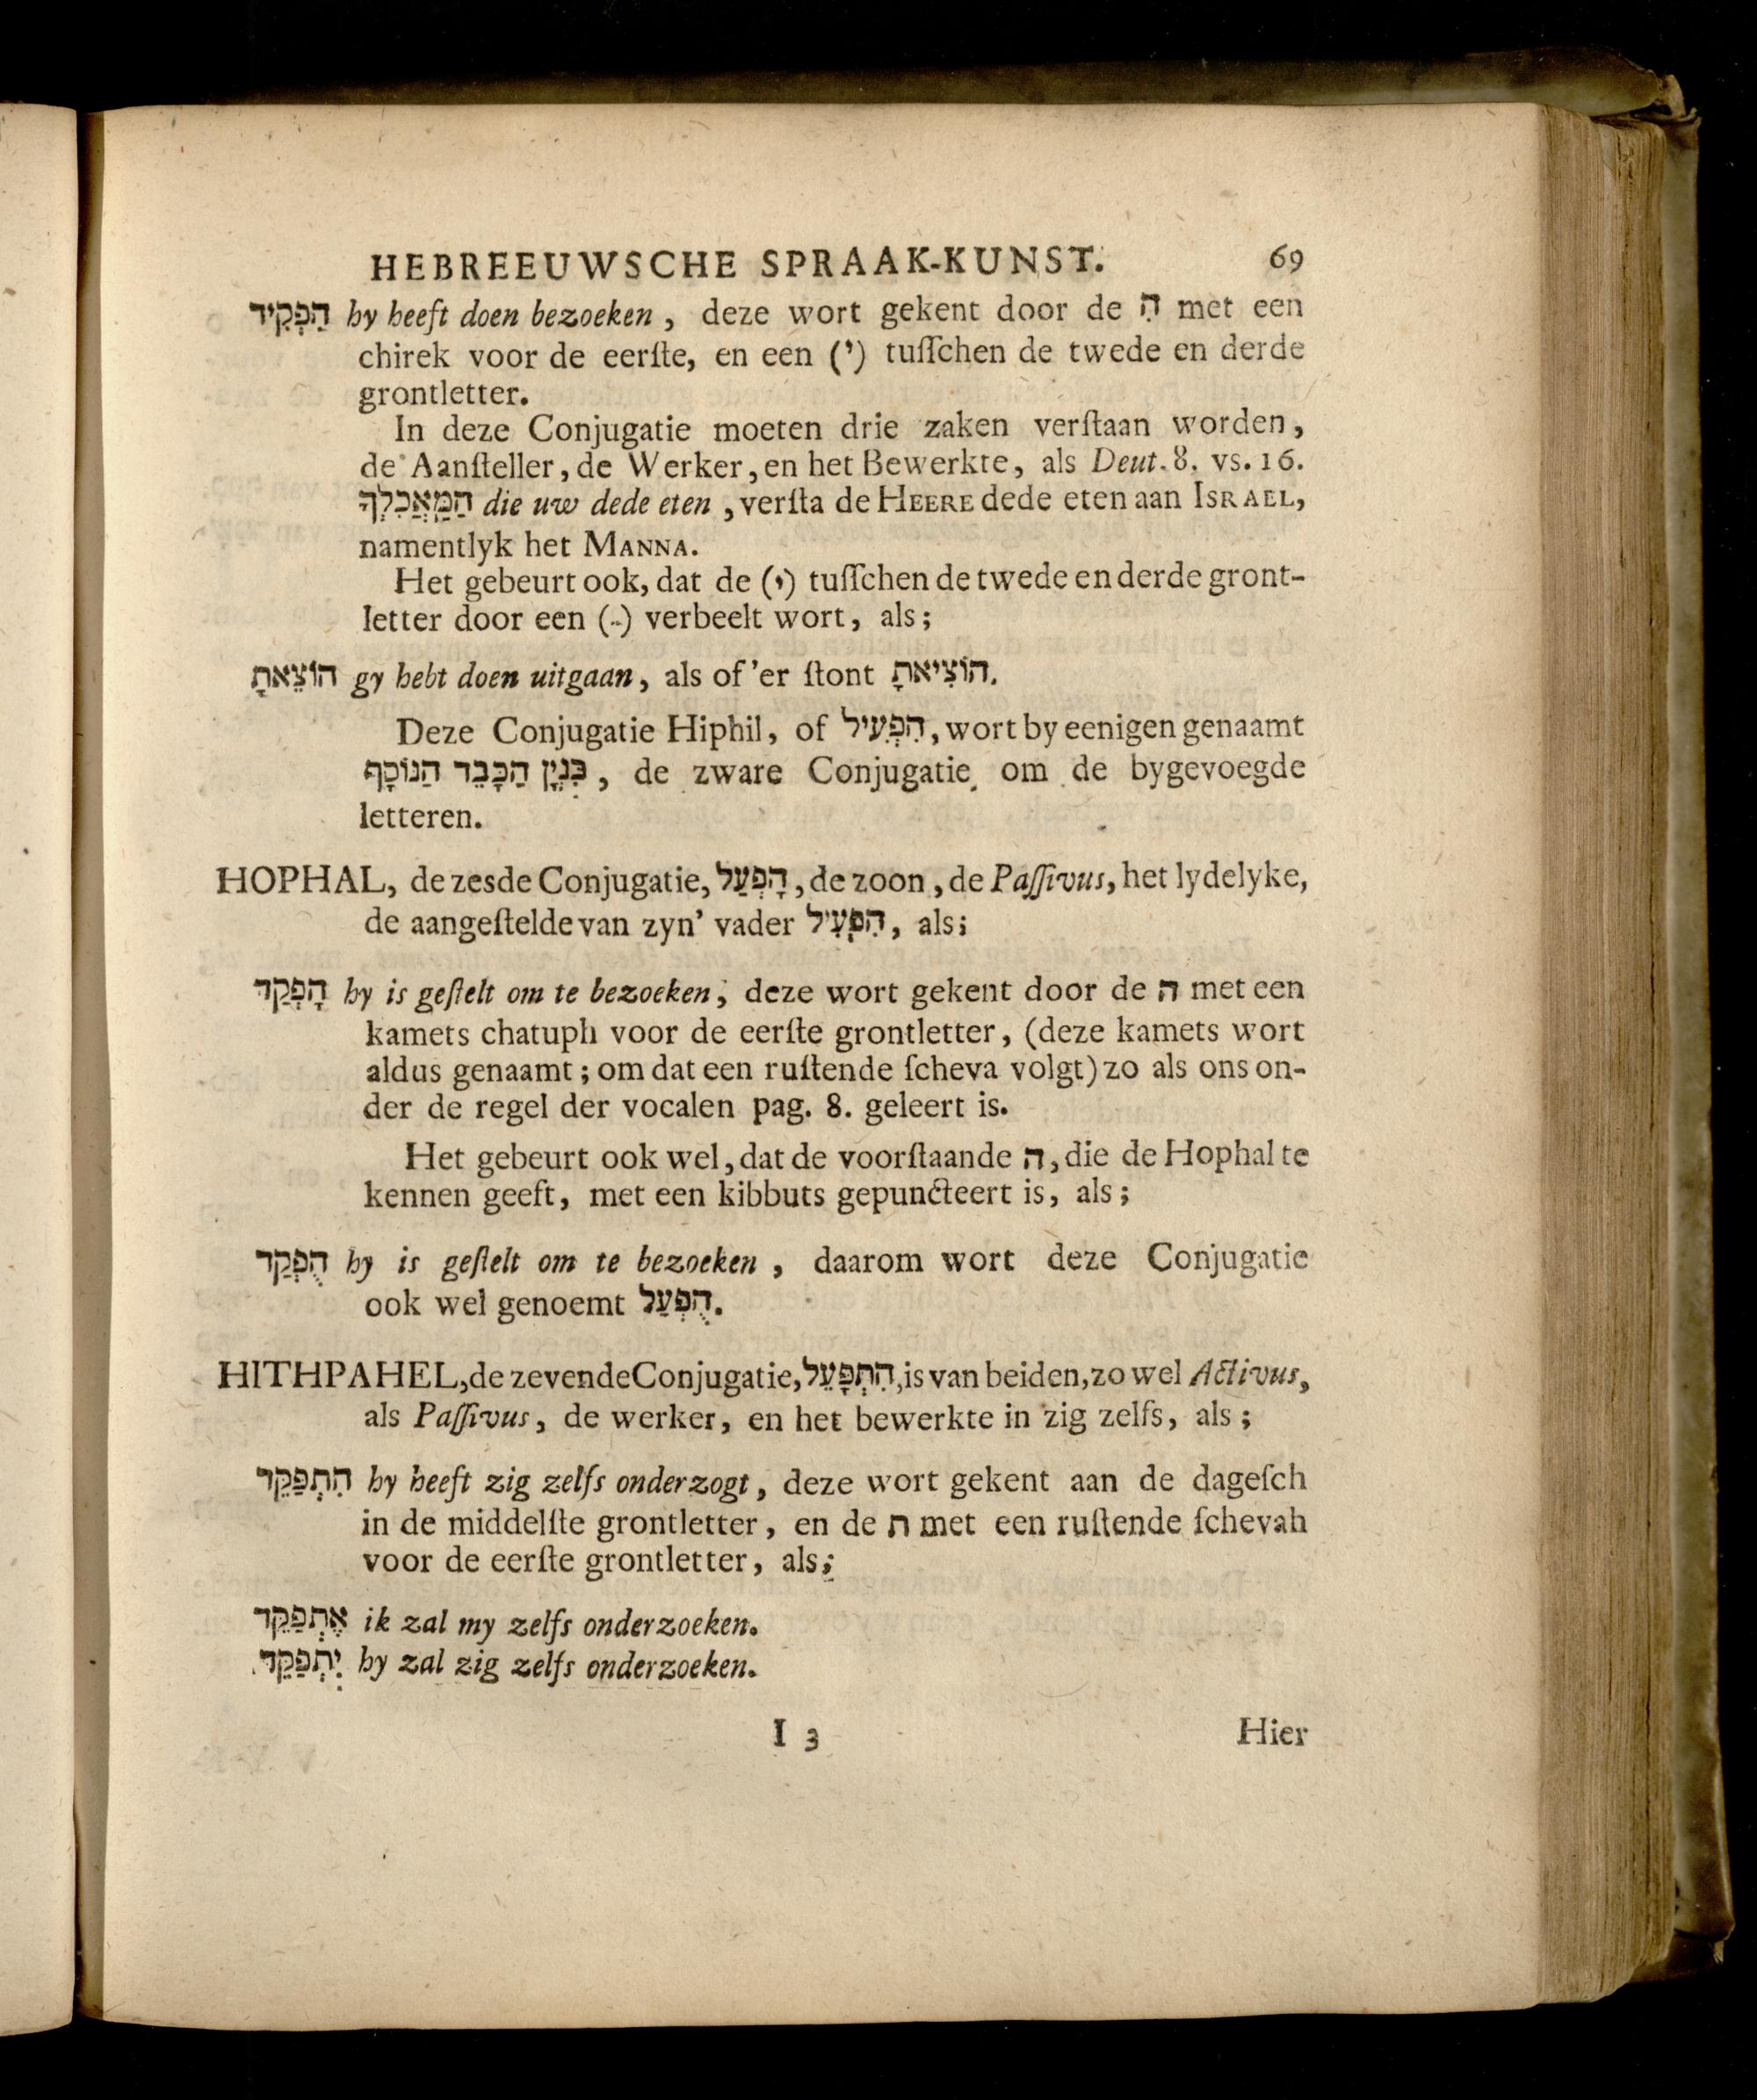 HEBREEUWSCHE SPRAAK-KUNST. 69
הַפְקִיד hy heeft doen bezoeken, deze wort gekent door de הִ met een
chirek voor de eerſte, en een (י) tuſſchen de twede en derde
grontletter.
In deze Conjugatie moeten drie zaken verſtaan worden,
de Aanſteller, de Werker, en het Bewerkte, als Deut. 8. vs. 16.
הַמַּאֲכִלְךָ die uw dede eten, verſta de HEERE dede eten aan ISRAEL,
namentlyk het MANNA.
Het gebeurt ook, dat de (י) tuſſchen de twede en derde gront-
letter door een (..) verbeelt wort, als;
הוֹצֵאתָ gy hebt doen uitgaan, als of 'er ſtont הוֹצִיאתָ.
Deze Conjugatie Hiphil, of הִפְעִיל, wort by eenigen genaamt
בִּנְיָן הַכָּבֵד הַנּוֹסָף, de zware Conjugatie om de bygevoegde
letteren.
HOPHAL, de zesde Conjugatie, הָפְעַל, de zoon, de Paſſivus, het lydelyke,
de aangeſtelde van zyn' vader הִפְעִיל, als;
הָפְקַד hy is geſtelt om te bezoeken, deze wort gekent door de ה met een
kamets chatuph voor de eerſte grontletter, (deze kamets wort
aldus genaamt; om dat een ruſtende ſcheva volgt) zo als ons on-
der de regel der vocalen pag. 8. geleert is.
Het gebeurt ook wel, dat de voorſtaande ה, die de Hophal te
kennen geeft, met een kibbuts gepuncteert is, als;
הֻפְקַד hy is geſtelt om te bezoeken, daarom wort deze Conjugatie
ook wel genoemt הֻפְעַל.
HITHPAHEL, de zevende Conjugatie, הִתְפָּעֵל, is van beiden, zo wel Activus,
als Paſſivus, de werker, en het bewerkte in zig zelfs, als;
הִתְפַּקֵּד hy heeft zig zelfs onderzogt, deze wort gekent aan de dageſch
in de middelſte grontletter, en de ת met een ruſtende ſchevah
voor de eerſte grontletter, als;
אֶתְפַּקֵּד ik zal my zelfs onderzoeken.
יִתְפַּקֵּד hy zal zig zelfs onderzoeken.
I 3 Hier